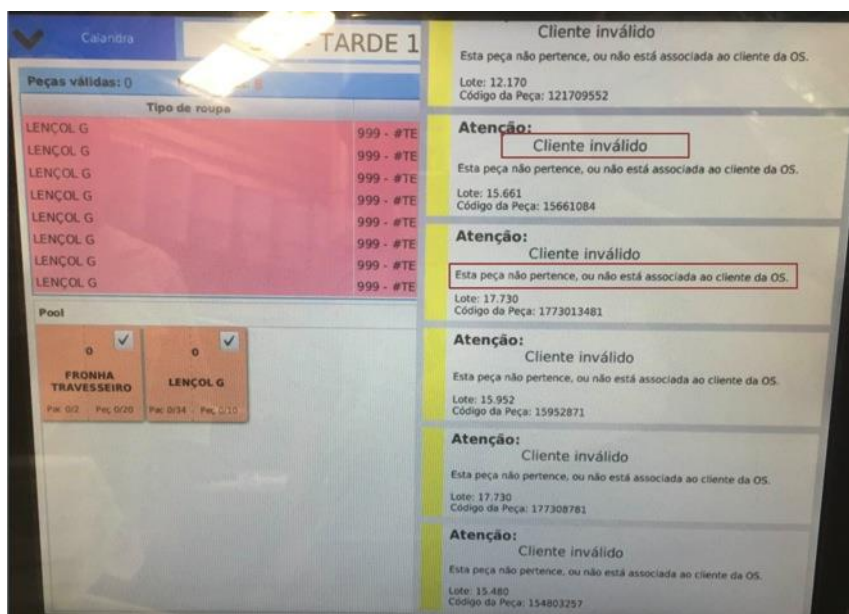 Calandra
- TARDE 1
Peças válidas: 0
Tipo de roupa
LENÇOL G 999 - #TE
LENÇOL G 999 - #TE
LENÇOL G 999 - #TE
LENÇOL G 999 - #TE
LENÇOL G 999 - #TE
LENÇOL G 999 - #TE
LENÇOL G 999 - #TE
LENÇOL G 999 - #TE
Pool
0
FRONHA
TRAVESSEIRO
Pac 0/2 Peç 0/20
0
LENÇOL G
Pac 0/34 Peç 0/10
Cliente inválido
Esta peça não pertence, ou não está associada ao cliente da OS.
Lote: 12.170
Código da Peça: 121709552
Atenção:
Cliente inválido
Esta peça não pertence, ou não está associada ao cliente da OS.
Lote: 15.661
Código da Peça: 15661084
Atenção:
Cliente inválido
Esta peça não pertence, ou não está associada ao cliente da OS.
Lote: 17.730
Código da Peça: 1773013481
Atenção:
Cliente inválido
Esta peça não pertence, ou não está associada ao cliente da OS.
Lote: 15.952
Código da Peça: 15952871
Atenção:
Cliente inválido
Esta peça não pertence, ou não está associada ao cliente da OS.
Lote: 17.730
Código da Peça: 177308781
Atenção:
Cliente inválido
Esta peça não pertence, ou não está associada ao cliente da OS.
Lote: 15.480
Código da Peça: 154803257